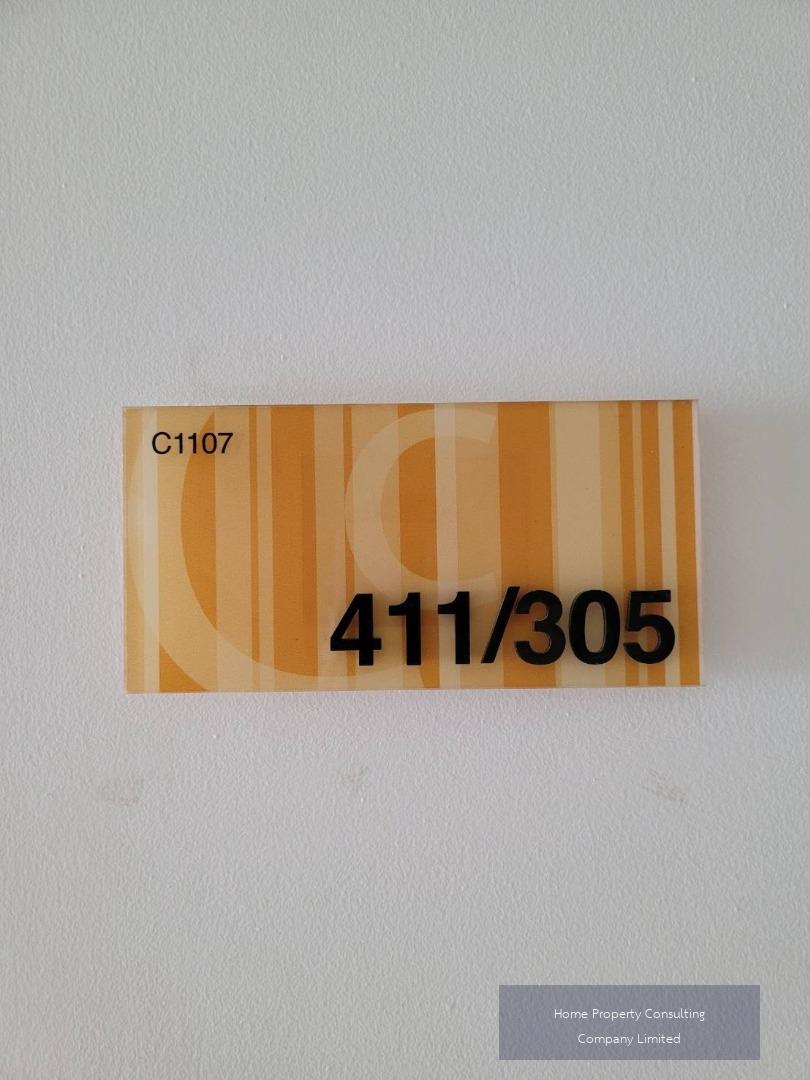 C1107
C
411/305
Home Property Consulting
Company Limited